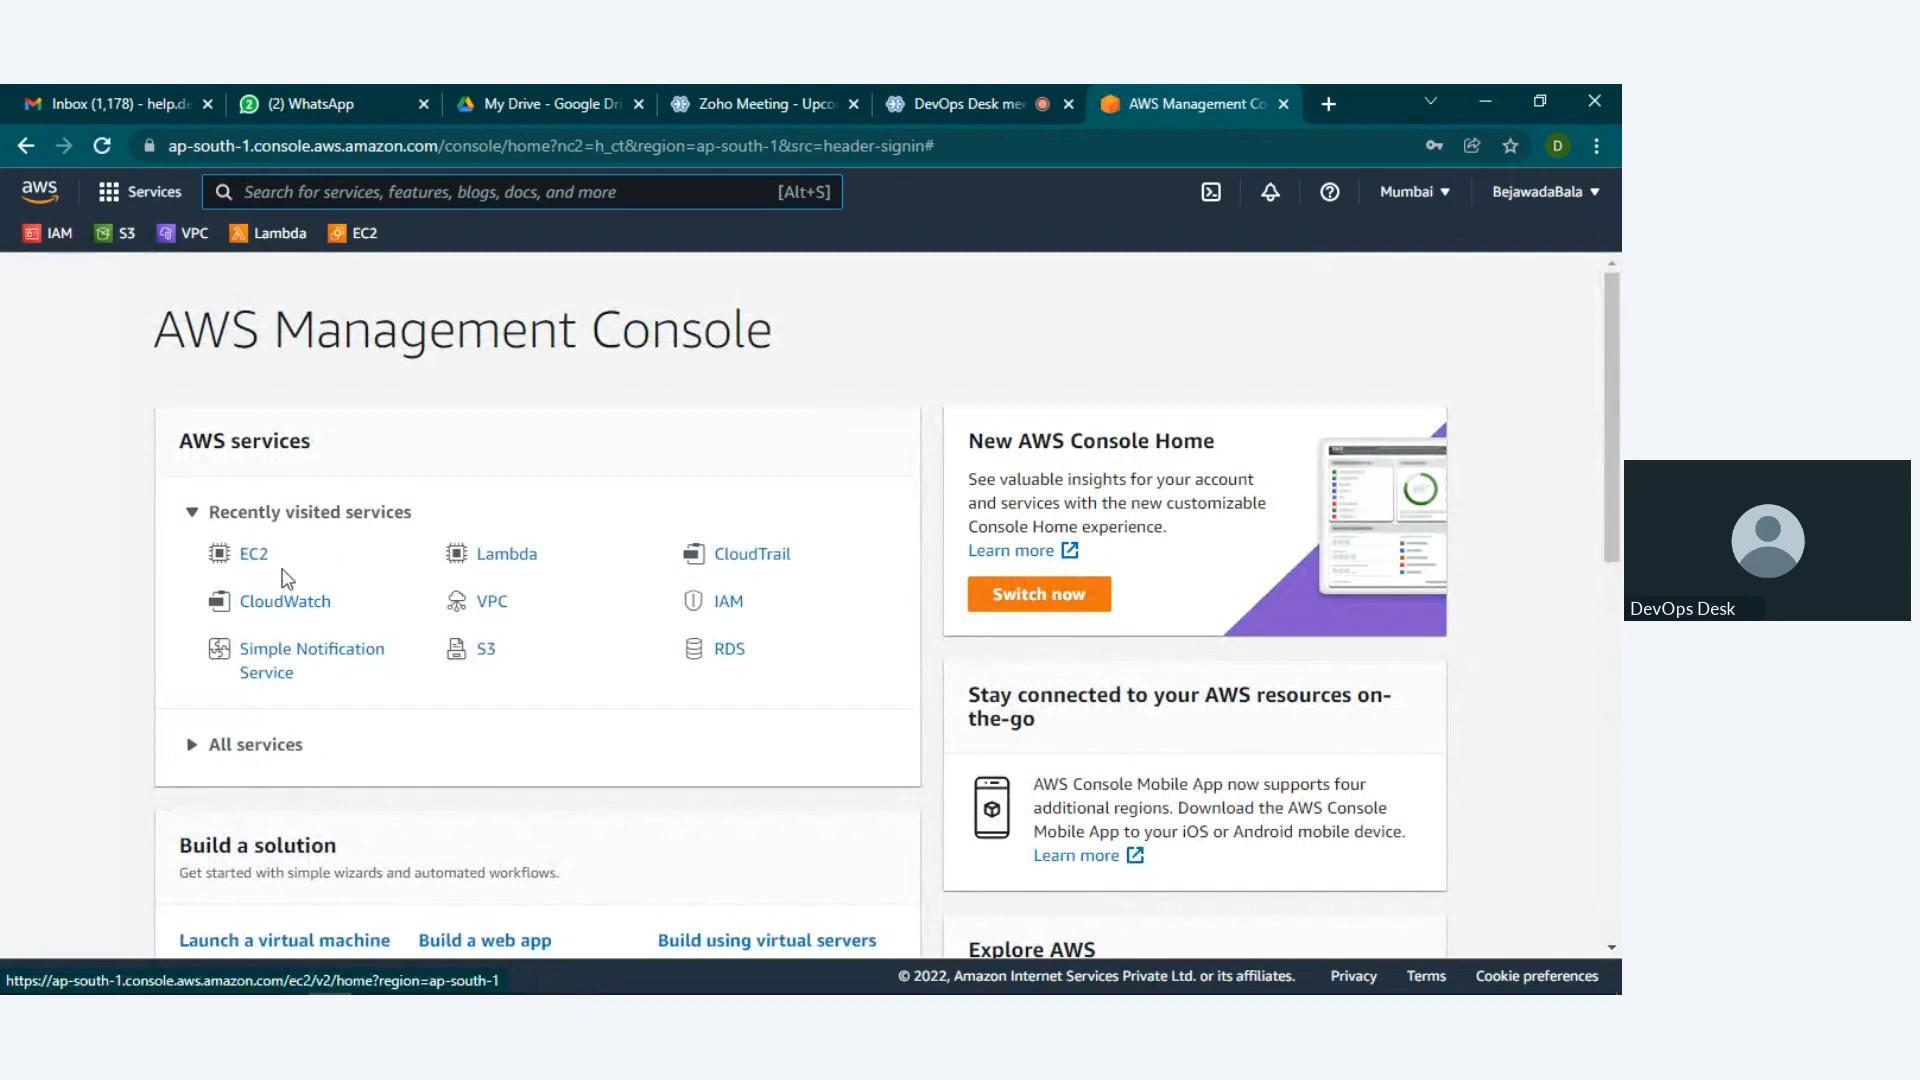 Inbox (1,178) - help.de
2
(2) WhatsApp
My Drive - Google Dri
Zoho Meeting - Upco
DevOps Desk mee
AWS Management Co
ap-south-1.console.aws.amazon.com/console/home?nc2=h_ct&region=ap-south-1&src=header-signin#
D
aws
Services
Search for services, features, blogs, docs, and more
[Alt+S]
Mumbai
BejawadaBala
IAM
S3
VPC
Lambda
EC2
AWS Management Console
AWS services
Recently visited services
EC2
Lambda
CloudTrail
CloudWatch
VPC
IAM
Simple Notification
Service
S3
RDS
All services
Build a solution
Get started with simple wizards and automated workflows.
Launch a virtual machine
Build a web app
Build using virtual servers
New AWS Console Home
See valuable insights for your account
and services with the new customizable
Console Home experience.
Learn more
Switch now
Stay connected to your AWS resources on-
the-go
AWS Console Mobile App now supports four
additional regions. Download the AWS Console
Mobile App to your iOS or Android mobile device.
Learn more
Explore AWS
https://ap-south-1.console.aws.amazon.com/ec2/v2/home?region=ap-south-1
© 2022, Amazon Internet Services Private Ltd. or its affiliates.
Privacy
Terms
Cookie preferences
DevOps Desk